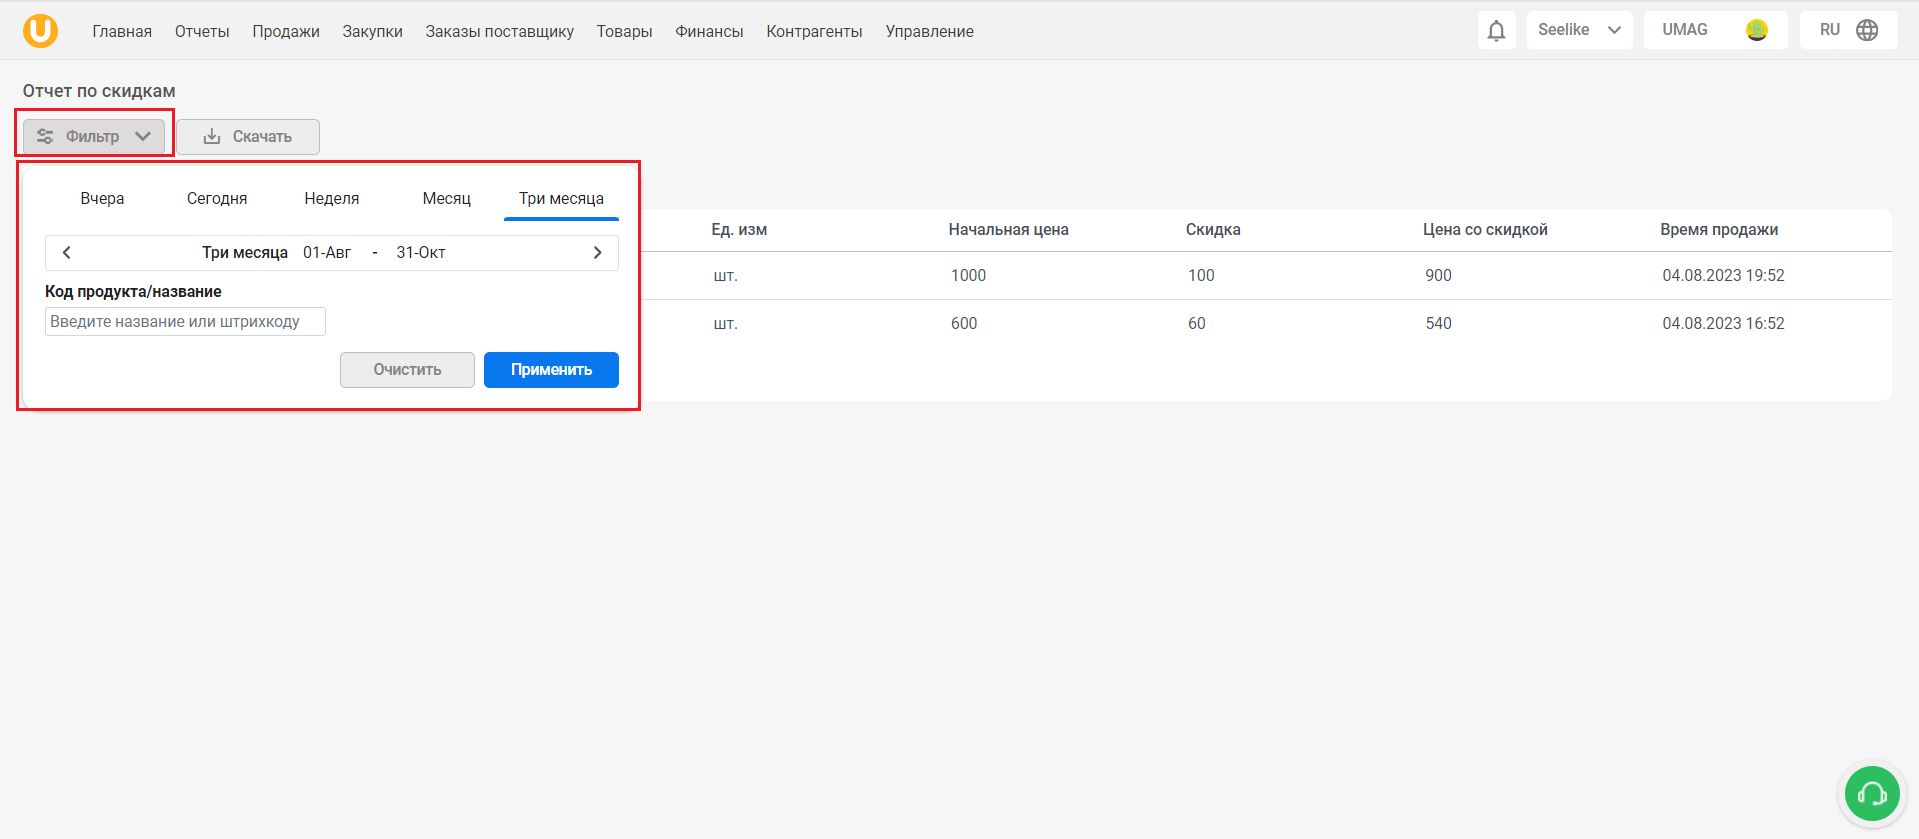 U Главная Отчеты Продажи Закупки Заказы поставщику Товары Финансы Контрагенты Управление Seelike UMAG RU
Отчет по скидкам
Фильтр Скачать
Вчера Сегодня Неделя Месяц Три месяца
Три месяца 01-Авг - 31-Окт
Код продукта/название
Введите название или штрихкоду
Очистить Применить
Ед. изм Начальная цена Скидка Цена со скидкой Время продажи
шт. 1000 100 900 04.08.2023 19:52
шт. 600 60 540 04.08.2023 16:52